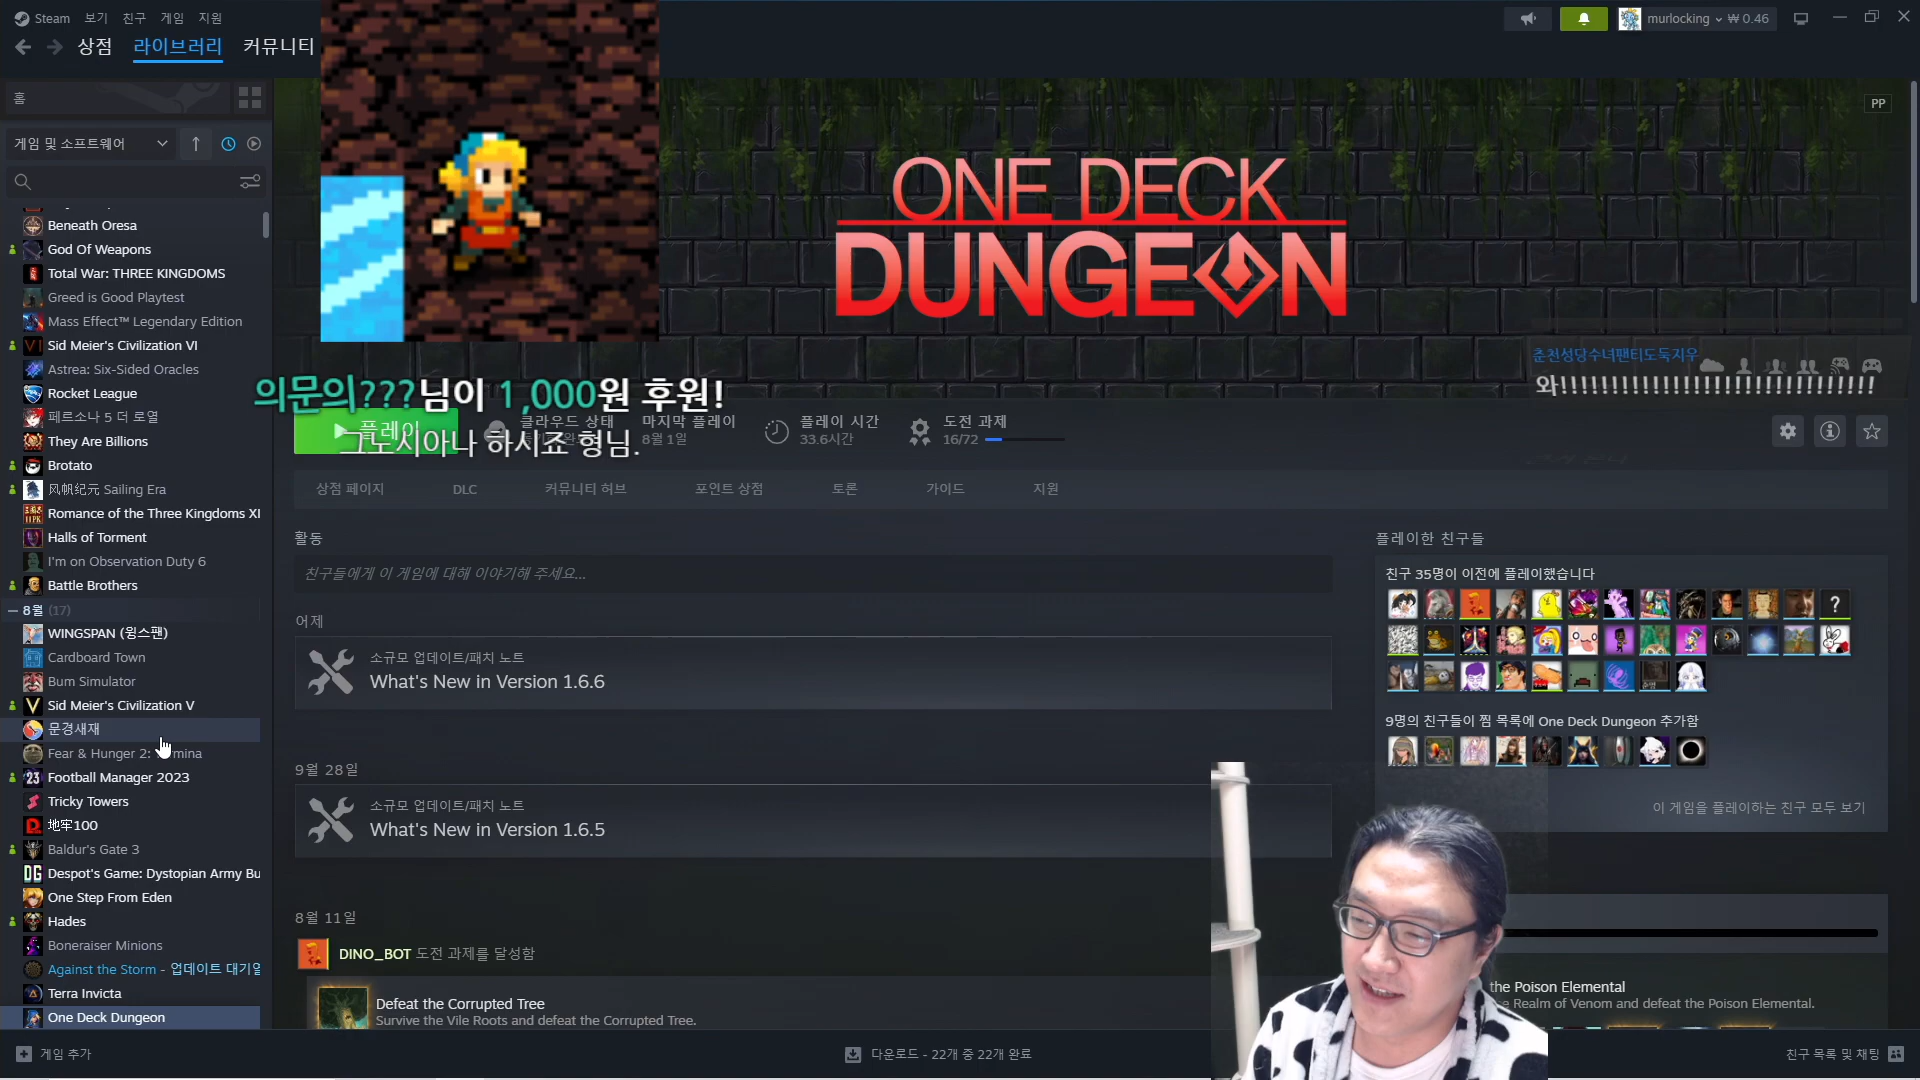 Steam 보기 친구 게임 지원
murlocking ₩ 0.46
상점 라이브러리 커뮤니티
홈
게임 및 소프트웨어
Beneath Oresa
God Of Weapons
Total War: THREE KINGDOMS
Greed is Good Playtest
Mass Effect™ Legendary Edition
Sid Meier's Civilization VI
Astrea: Six-Sided Oracles
Rocket League
페르소나 5 더 로열
They Are Billions
Brotato
风帆纪元 Sailing Era
Romance of the Three Kingdoms XI
Halls of Torment
I'm on Observation Duty 6
Battle Brothers
8월 (17)
WINGSPAN (윙스팬)
Cardboard Town
Bum Simulator
Sid Meier's Civilization V
문경새재
Fear & Hunger 2: mina
Football Manager 2023
Tricky Towers
地牢100
Baldur's Gate 3
Despot's Game: Dystopian Army Bu
One Step From Eden
Hades
Boneraiser Minions
Against the Storm - 업데이트 대기열
Terra Invicta
One Deck Dungeon
PP
ONE DECK
DUNGEON
춘천성당수녀팬티도둑지우
와!!!!!!!!!!!!!!!!!!!!!!!!!!!!!!!!
의문의???님이 1,000원 후원!
그노시아나 하시죠 형님.
플레이
클라우드 상태
마지막 플레이
8월 1일
플레이 시간
33.6시간
도전 과제
16/72
상점 페이지 DLC 커뮤니티 허브 포인트 상점 토론 가이드 지원
활동
친구들에게 이 게임에 대해 이야기해 주세요...
어제
소규모 업데이트/패치 노트
What's New in Version 1.6.6
9월 28일
소규모 업데이트/패치 노트
What's New in Version 1.6.5
8월 11일
DINO_BOT 도전 과제를 달성함
Defeat the Corrupted Tree
Survive the Vile Roots and defeat the Corrupted Tree.
플레이한 친구들
친구 35명이 이전에 플레이했습니다
9명의 친구들이 찜 목록에 One Deck Dungeon 추가함
이 게임을 플레이하는 친구 모두 보기
the Poison Elemental
Realm of Venom and defeat the Poison Elemental.
게임 추가
다운로드 - 22개 중 22개 완료
친구 목록 및 채팅